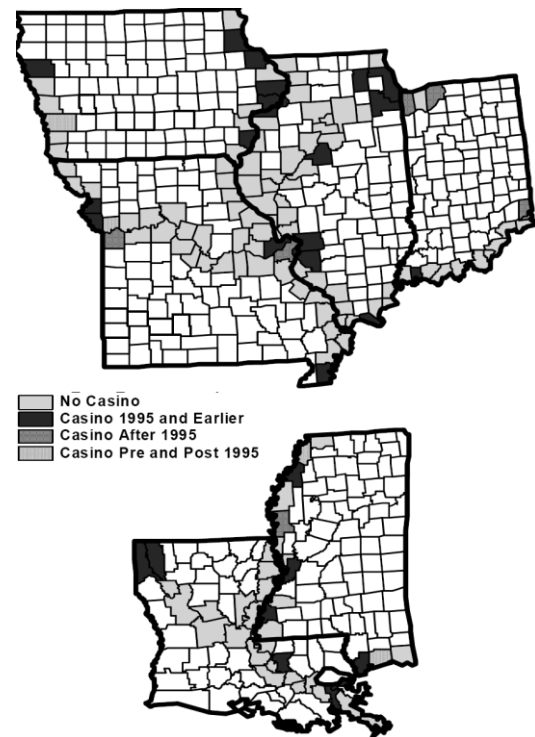 No Casino
Casino 1995 and Earlier
Casino After 1995
Casino Pre and Post 1995